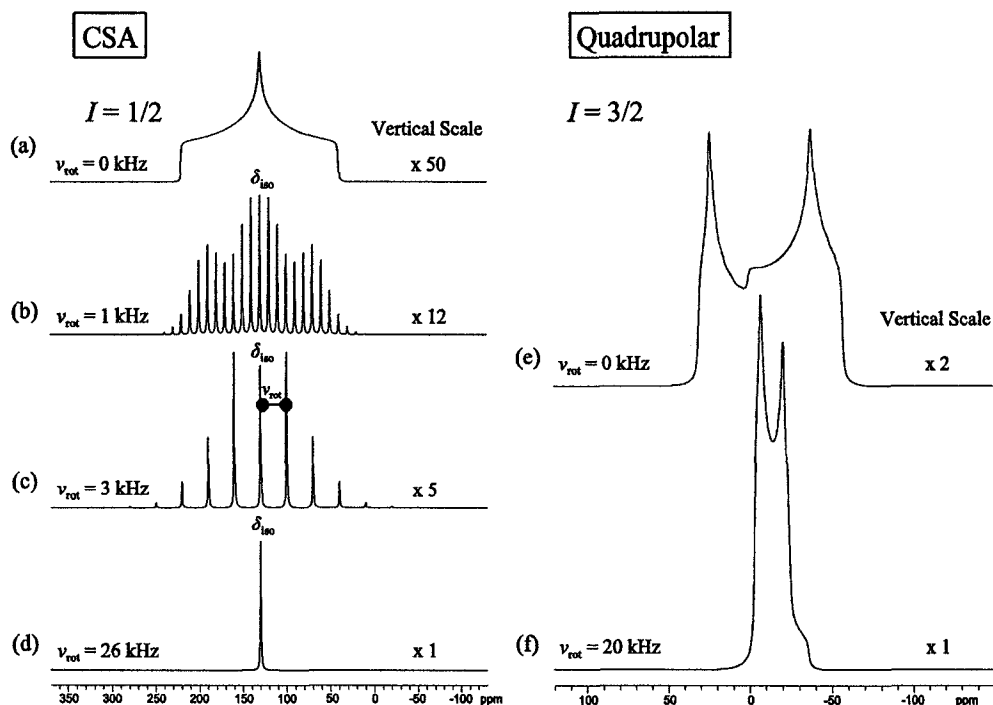 CSA
I = 1/2
Vertical Scale
(a)
ν_rot = 0 kHz
x 50
δ_iso
(b)
ν_rot = 1 kHz
x 12
δ_iso
ν_rot
(c)
ν_rot = 3 kHz
x 5
δ_iso
(d)
ν_rot = 26 kHz
x 1
350 300 250 200 150 100 50 0 -50 -100 ppm
Quadrupolar
I = 3/2
Vertical Scale
(e)
ν_rot = 0 kHz
x 2
(f)
ν_rot = 20 kHz
x 1
100 50 0 -50 ppm